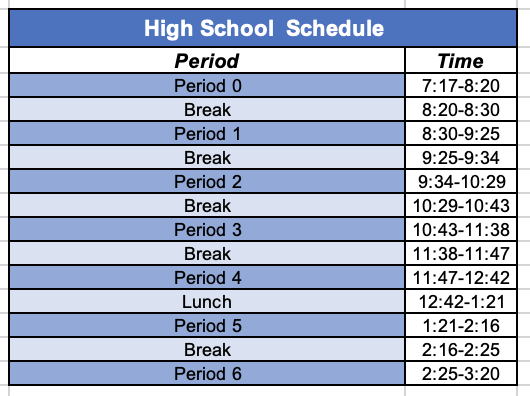 High School  Schedule
Period Time
Period 0 7:17-8:20
Break 8:20-8:30
Period 1 8:30-9:25
Break 9:25-9:34
Period 2 9:34-10:29
Break 10:29-10:43
Period 3 10:43-11:38
Break 11:38-11:47
Period 4 11:47-12:42
Lunch 12:42-1:21
Period 5 1:21-2:16
Break 2:16-2:25
Period 6 2:25-3:20